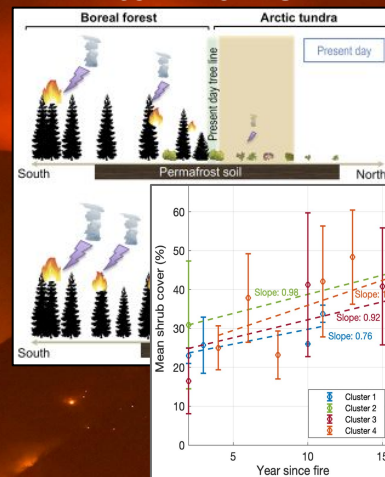 Boreal forest
Arctic tundra
Present day
Present day tree line
South
Permafrost soil
North
South
Mean shrub cover (%)
60
50
40
30
20
10
0
Slope: 0.98
Slope:
Slope: 0.92
Slope: 0.76
Cluster 1
Cluster 2
Cluster 3
Cluster 4
5
10
15
Year since fire